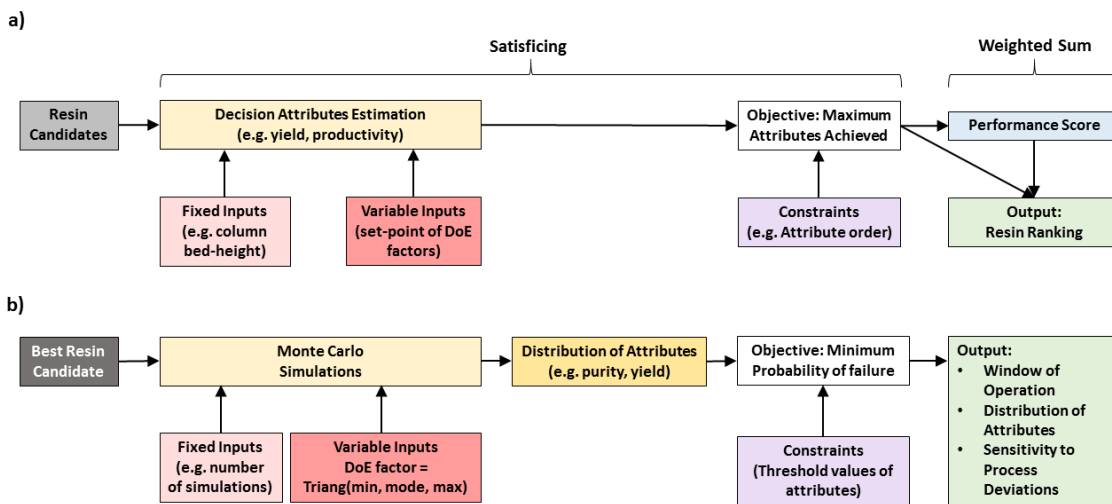 a)
Satisficing
Weighted Sum
Resin
Candidates
Decision Attributes Estimation
(e.g. yield, productivity)
Objective: Maximum
Attributes Achieved
Performance Score
Fixed Inputs
(e.g. column
bed-height)
Variable Inputs
(set-point of DoE
factors)
Constraints
(e.g. Attribute order)
Output:
Resin Ranking
b)
Best Resin
Candidate
Monte Carlo
Simulations
Distribution of Attributes
(e.g. purity, yield)
Objective: Minimum
Probability of failure
Output:
• Window of
Operation
• Distribution of
Attributes
• Sensitivity to
Process
Deviations
Fixed Inputs
(e.g. number
of simulations)
Variable Inputs
DoE factor =
Triang(min, mode, max)
Constraints
(Threshold values of
attributes)